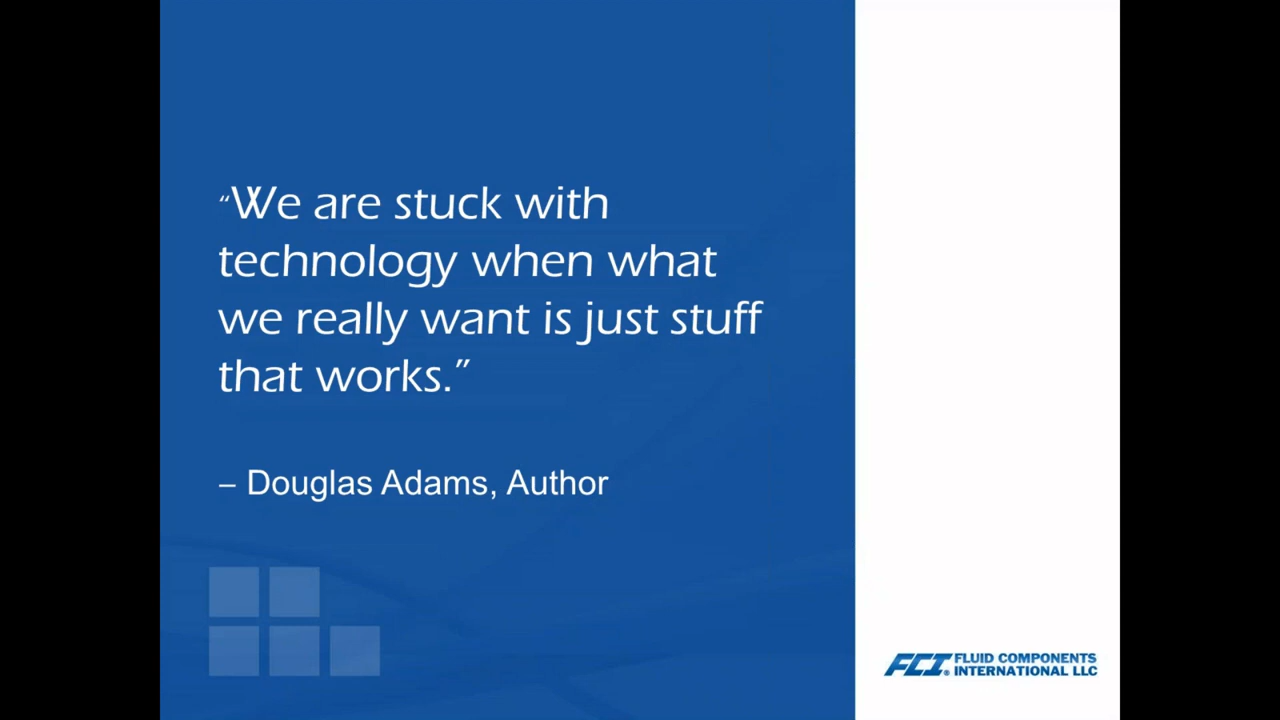 “We are stuck with
technology when what
we really want is just stuff
that works.”
– Douglas Adams, Author
FCI® FLUID COMPONENTS
INTERNATIONAL LLC